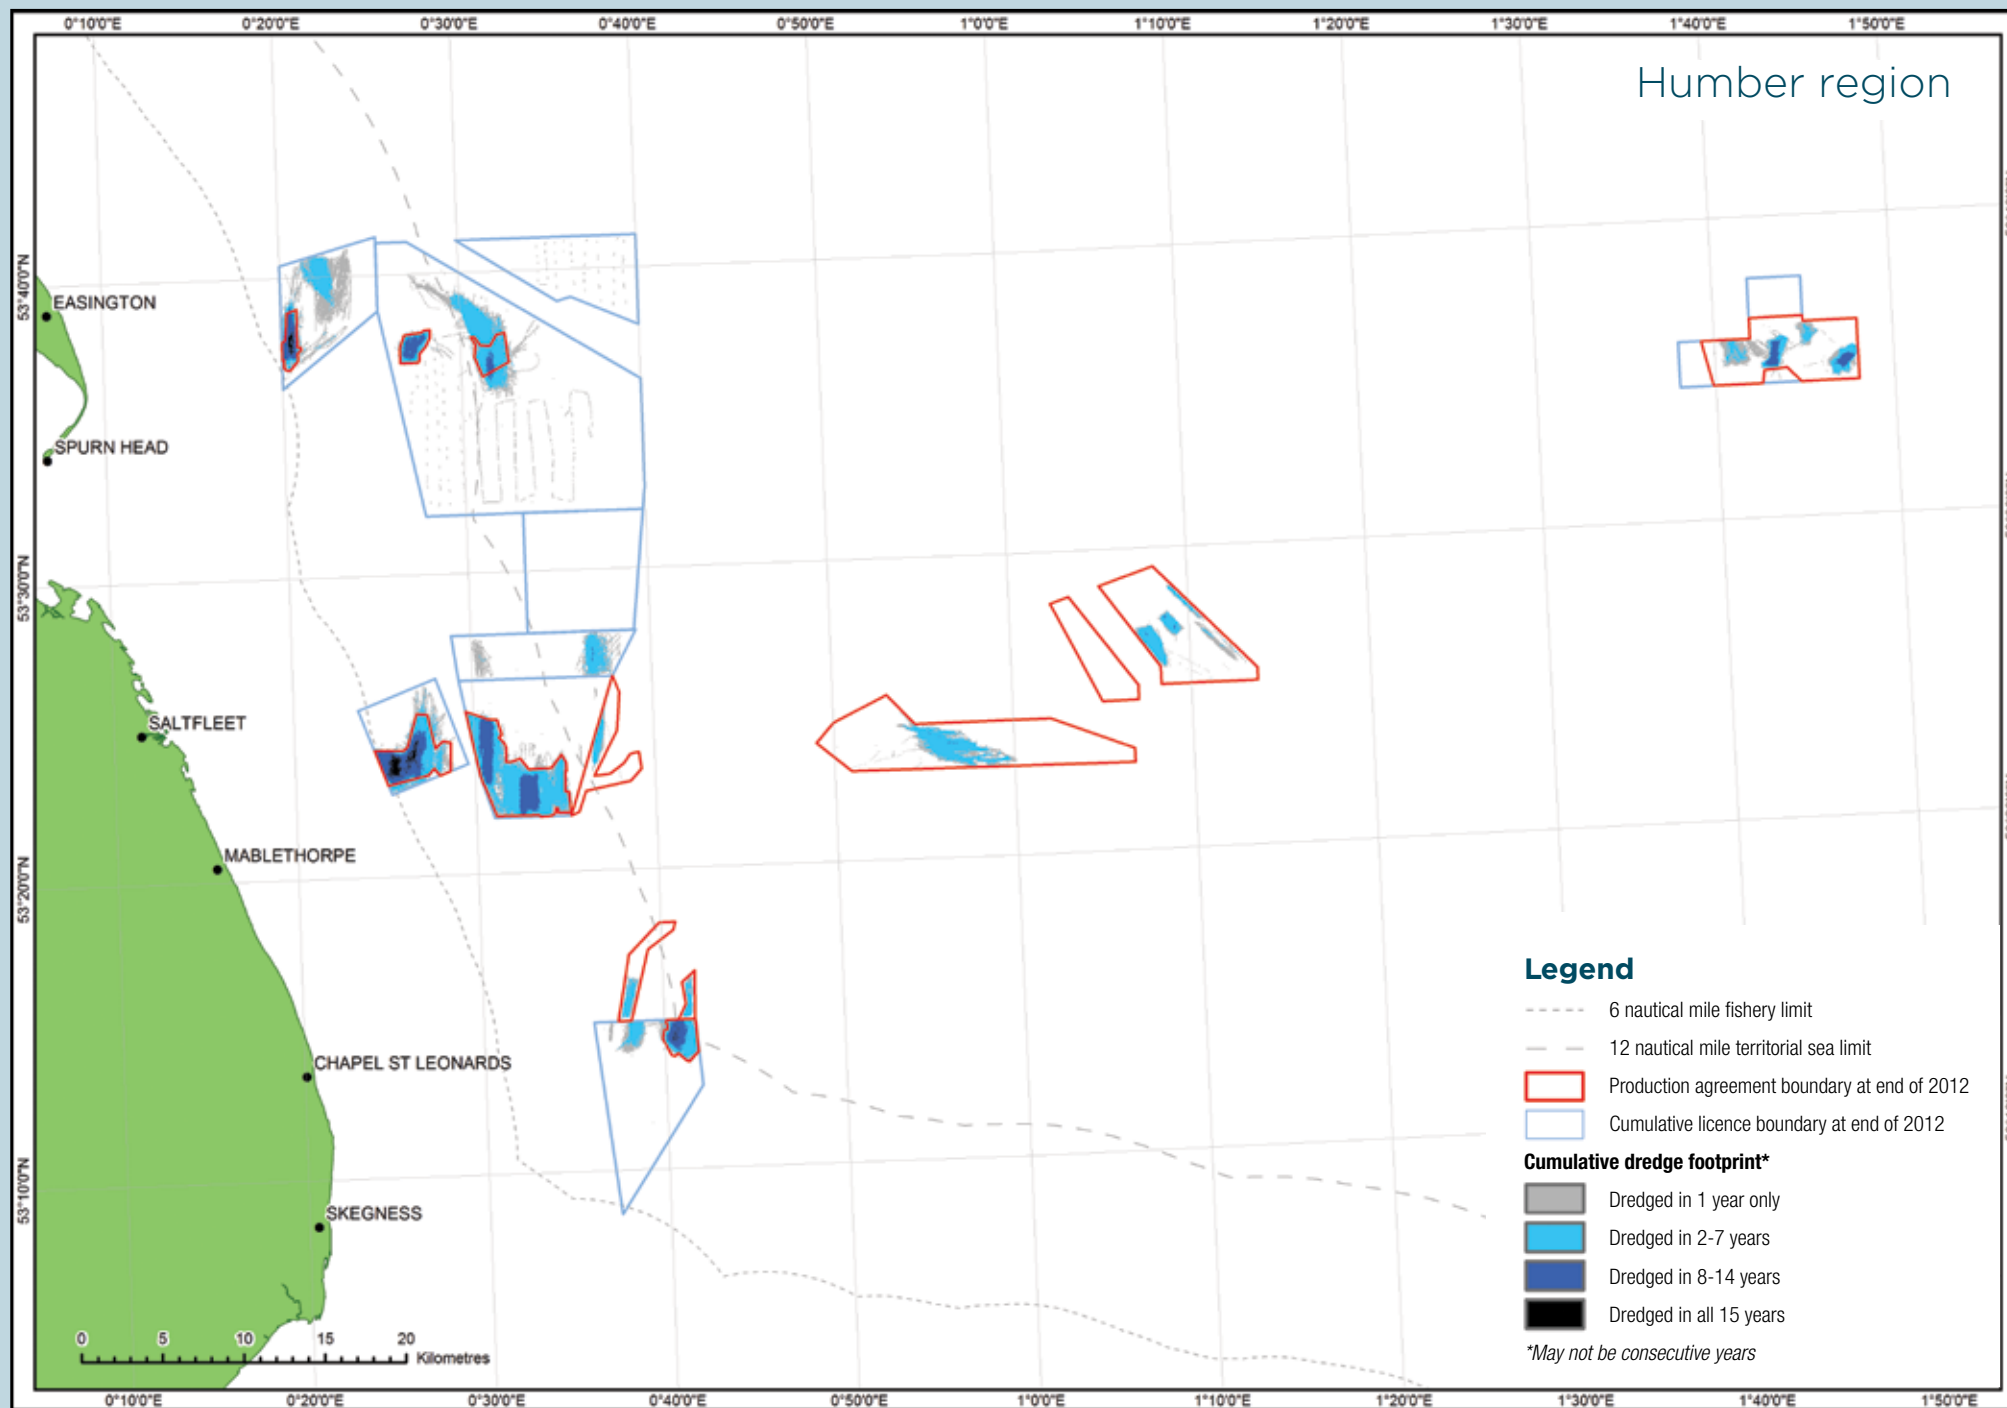 0°10'0"E 0°20'0"E 0°30'0"E 0°40'0"E 0°50'0"E 1°0'0"E 1°10'0"E 1°20'0"E 1°30'0"E 1°40'0"E 1°50'0"E
Humber region
53°40'0"N
EASINGTON
SPURN HEAD
53°30'0"N
SALTFLEET
MABLETHORPE
53°20'0"N
CHAPEL ST LEONARDS
53°10'0"N
SKEGNESS
0 5 10 15 20
Kilometres
Legend
6 nautical mile fishery limit
12 nautical mile territorial sea limit
Production agreement boundary at end of 2012
Cumulative licence boundary at end of 2012
Cumulative dredge footprint*
Dredged in 1 year only
Dredged in 2-7 years
Dredged in 8-14 years
Dredged in all 15 years
*May not be consecutive years
0°10'0"E 0°20'0"E 0°30'0"E 0°40'0"E 0°50'0"E 1°0'0"E 1°10'0"E 1°20'0"E 1°30'0"E 1°40'0"E 1°50'0"E